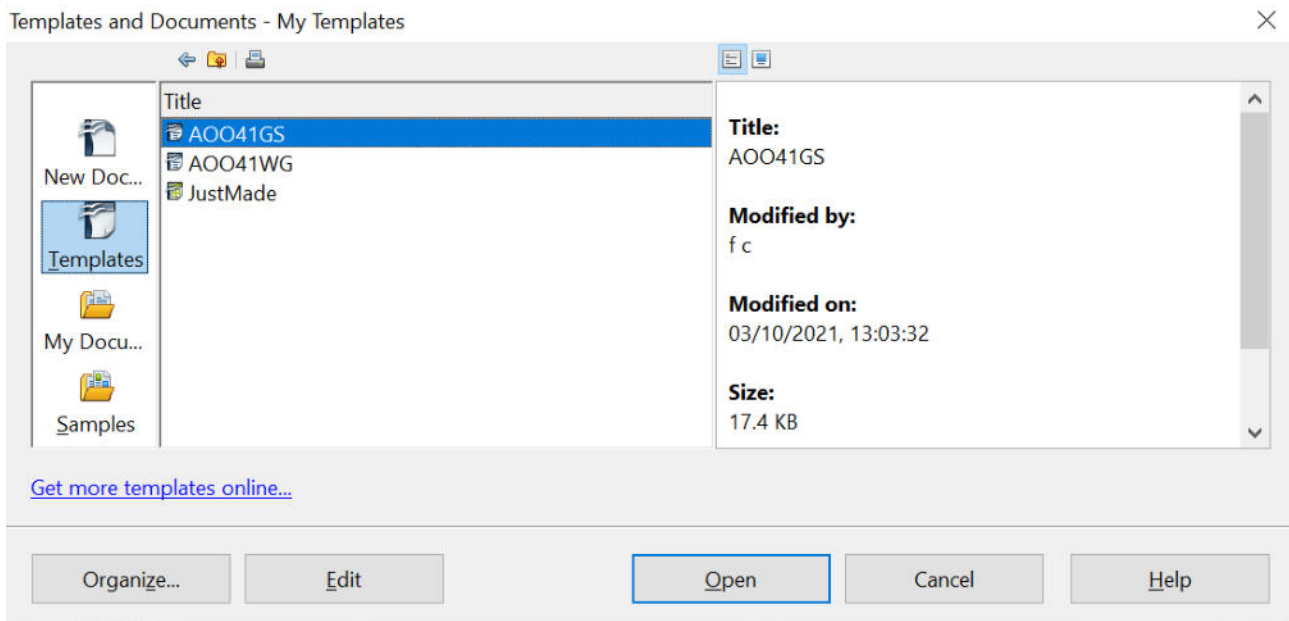 Templates and Documents - My Templates
New Doc...
Templates
My Docu...
Samples
Title
AOO41GS
AOO41WG
JustMade
Title:
AOO41GS
Modified by:
f c
Modified on:
03/10/2021, 13:03:32
Size:
17.4 KB
Get more templates online...
Organize...
Edit
Open
Cancel
Help